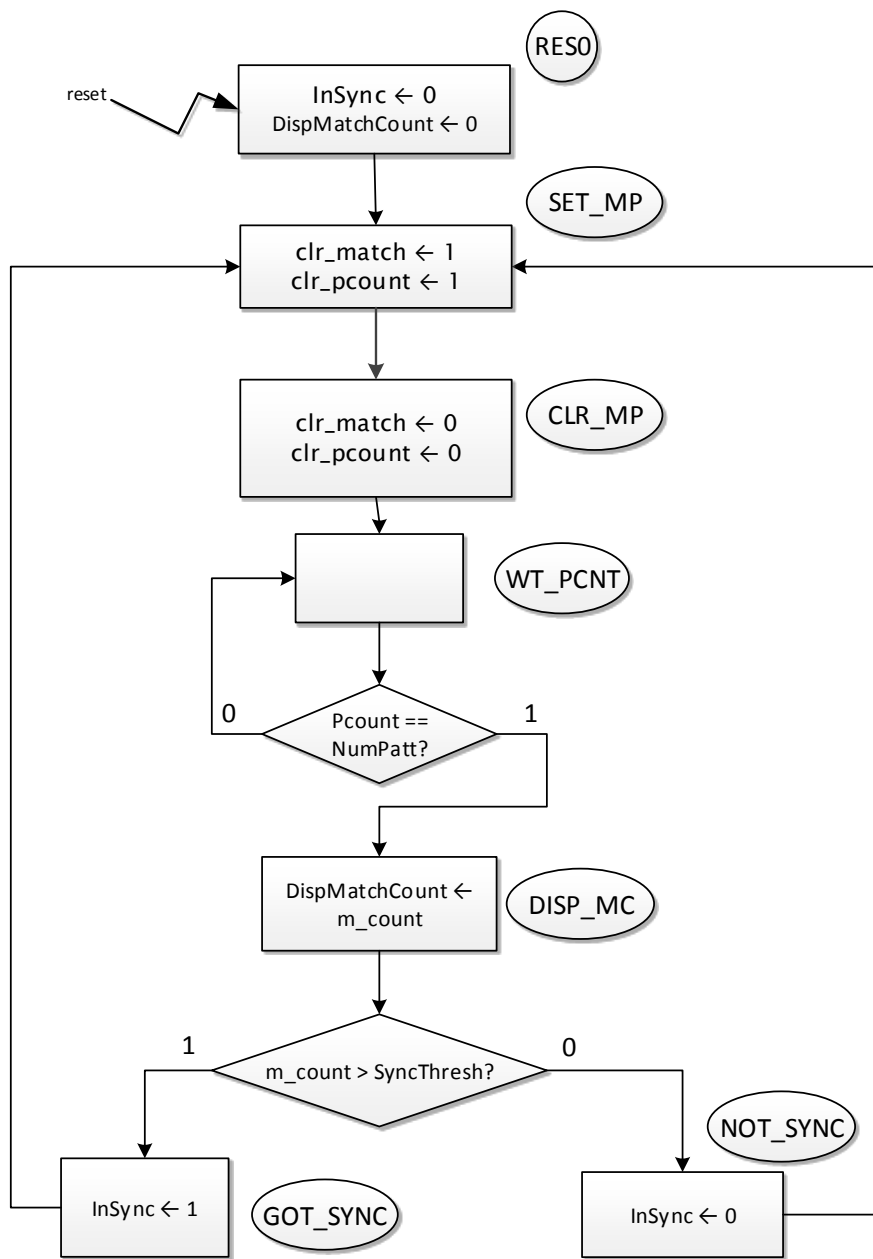 RES0
reset
InSync ← 0
DispMatchCount ← 0
SET_MP
clr_match ← 1
clr_pcount ← 1
CLR_MP
clr_match ← 0
clr_pcount ← 0
WT_PCNT
0
Pcount ==
NumPatt?
1
DispMatchCount ←
m_count
DISP_MC
1
m_count > SyncThresh?
0
NOT_SYNC
InSync ← 1
GOT_SYNC
InSync ← 0